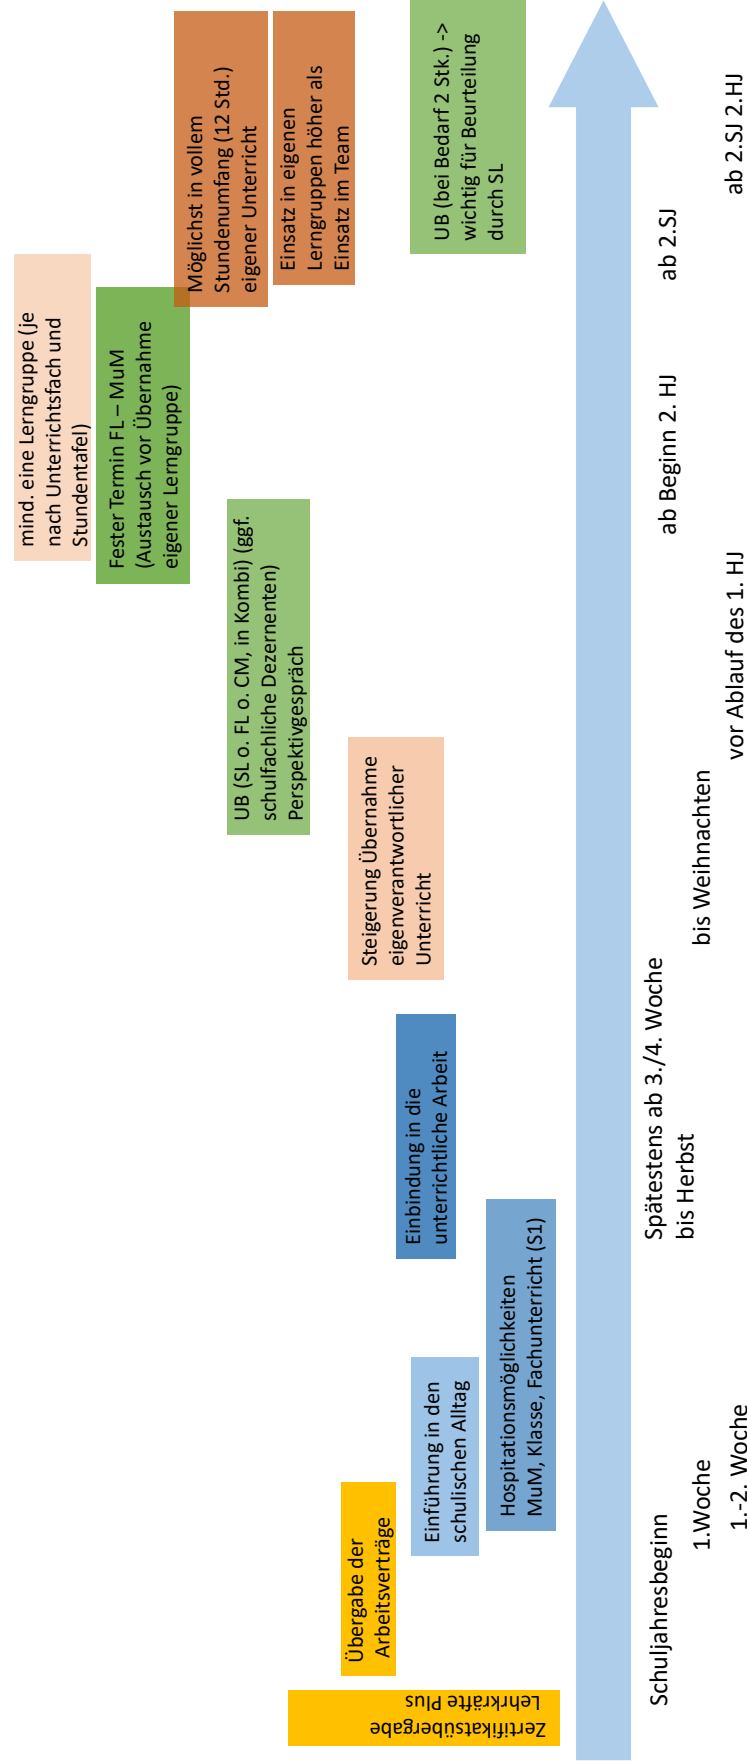 Zertifikatsübergabe
Lehrkräfte Plus
Übergabe der
Arbeitsverträge
Einführung in den
schulischen Alltag
Hospitationsmöglichkeiten
MuM, Klasse, Fachunterricht (S1)
Einbindung in die
unterrichtliche Arbeit
Steigerung Übernahme
eigenverantwortlicher
Unterricht
UB (SL o. FL o. CM, in Kombi) (ggf.
schulfachliche Dezernenten)
Perspektivgespräch
mind. eine Lerngruppe (je
nach Unterrichtsfach und
Stundentafel)
Fester Termin FL – MuM
(Austausch vor Übernahme
eigener Lerngruppe)
Möglichst in vollem
Stundenumfang (12 Std.)
eigener Unterricht
Einsatz in eigenen
Lerngruppen höher als
Einsatz im Team
UB (bei Bedarf 2 Stk.) ->
wichtig für Beurteilung
durch SL
Schuljahresbeginn
1.Woche
1.-2. Woche
Spätestens ab 3./4. Woche
bis Herbst
bis Weihnachten
vor Ablauf des 1. HJ
ab Beginn 2. HJ
ab 2.SJ
ab 2.SJ 2.HJ